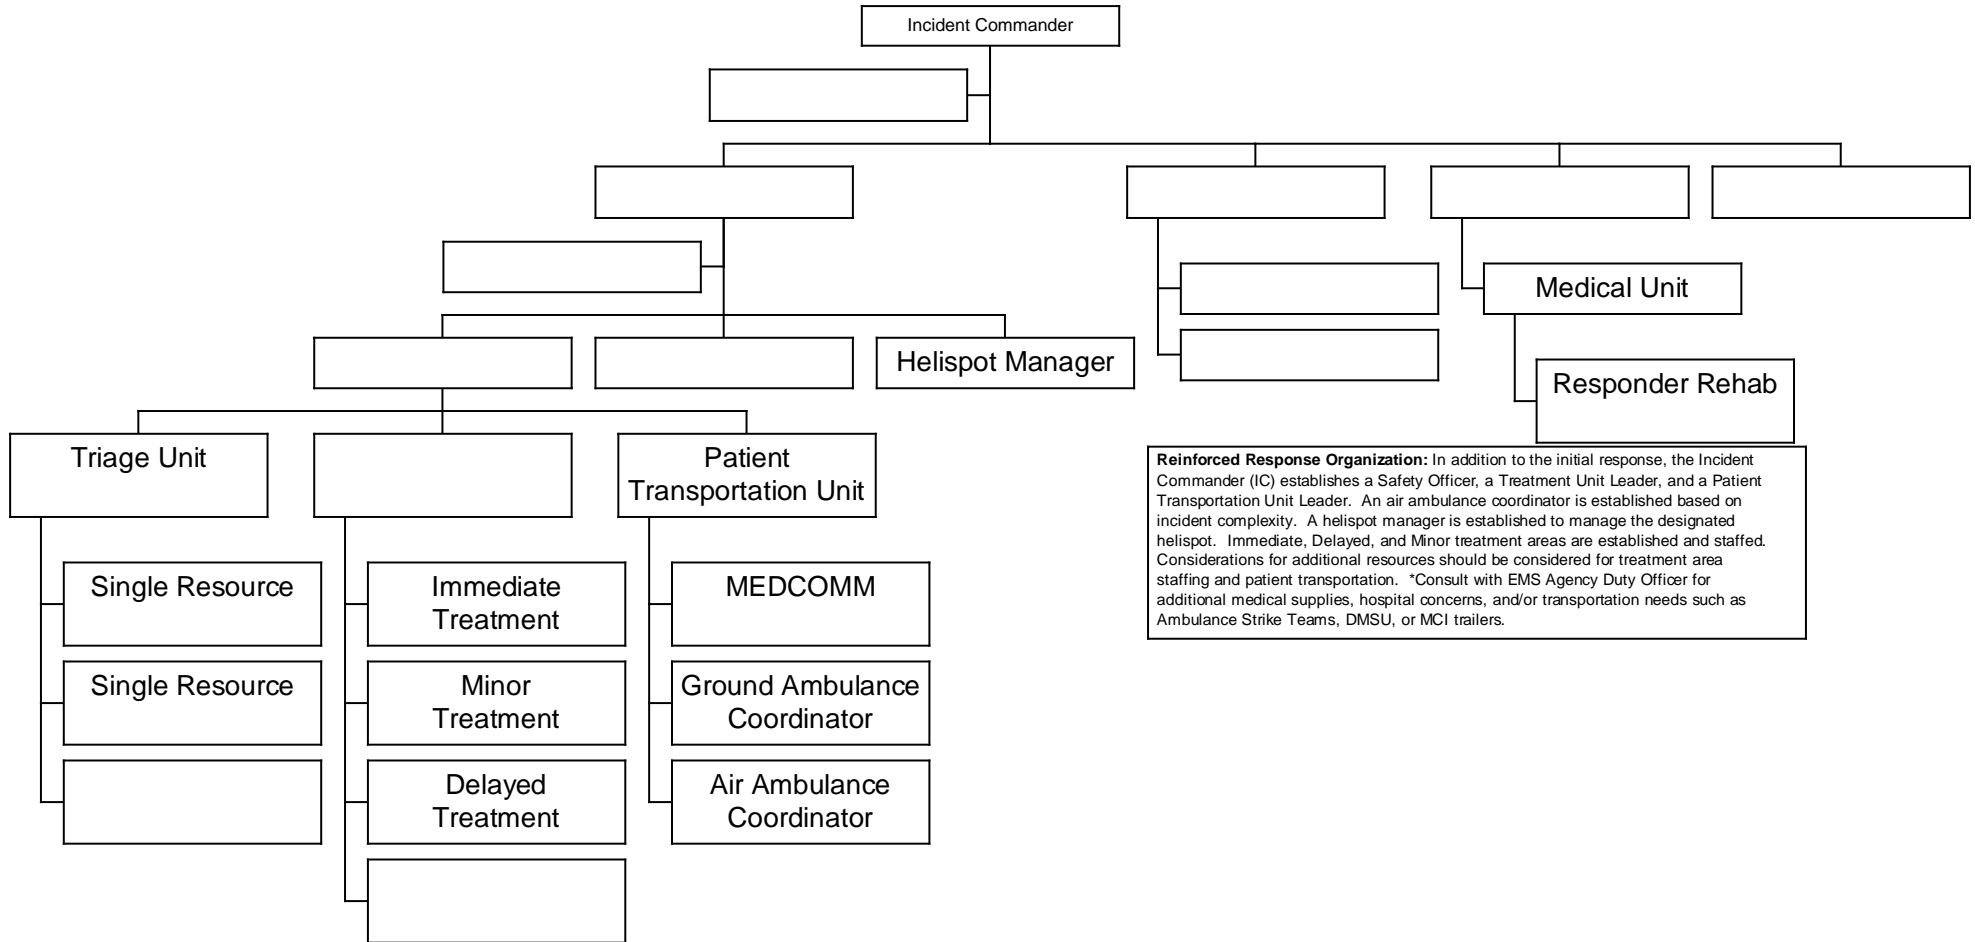 Incident Commander
Medical Unit
Helispot Manager
Responder Rehab
Triage Unit
Patient
Transportation Unit
Single Resource
Immediate
Treatment
MEDCOMM
Single Resource
Minor
Treatment
Ground Ambulance
Coordinator
Delayed
Treatment
Air Ambulance
Coordinator
Reinforced Response Organization: In addition to the initial response, the Incident
Commander (IC) establishes a Safety Officer, a Treatment Unit Leader, and a Patient
Transportation Unit Leader. An air ambulance coordinator is established based on
incident complexity. A helispot manager is established to manage the designated
helispot. Immediate, Delayed, and Minor treatment areas are established and staffed.
Considerations for additional resources should be considered for treatment area
staffing and patient transportation. *Consult with EMS Agency Duty Officer for
additional medical supplies, hospital concerns, and/or transportation needs such as
Ambulance Strike Teams, DMSU, or MCI trailers.